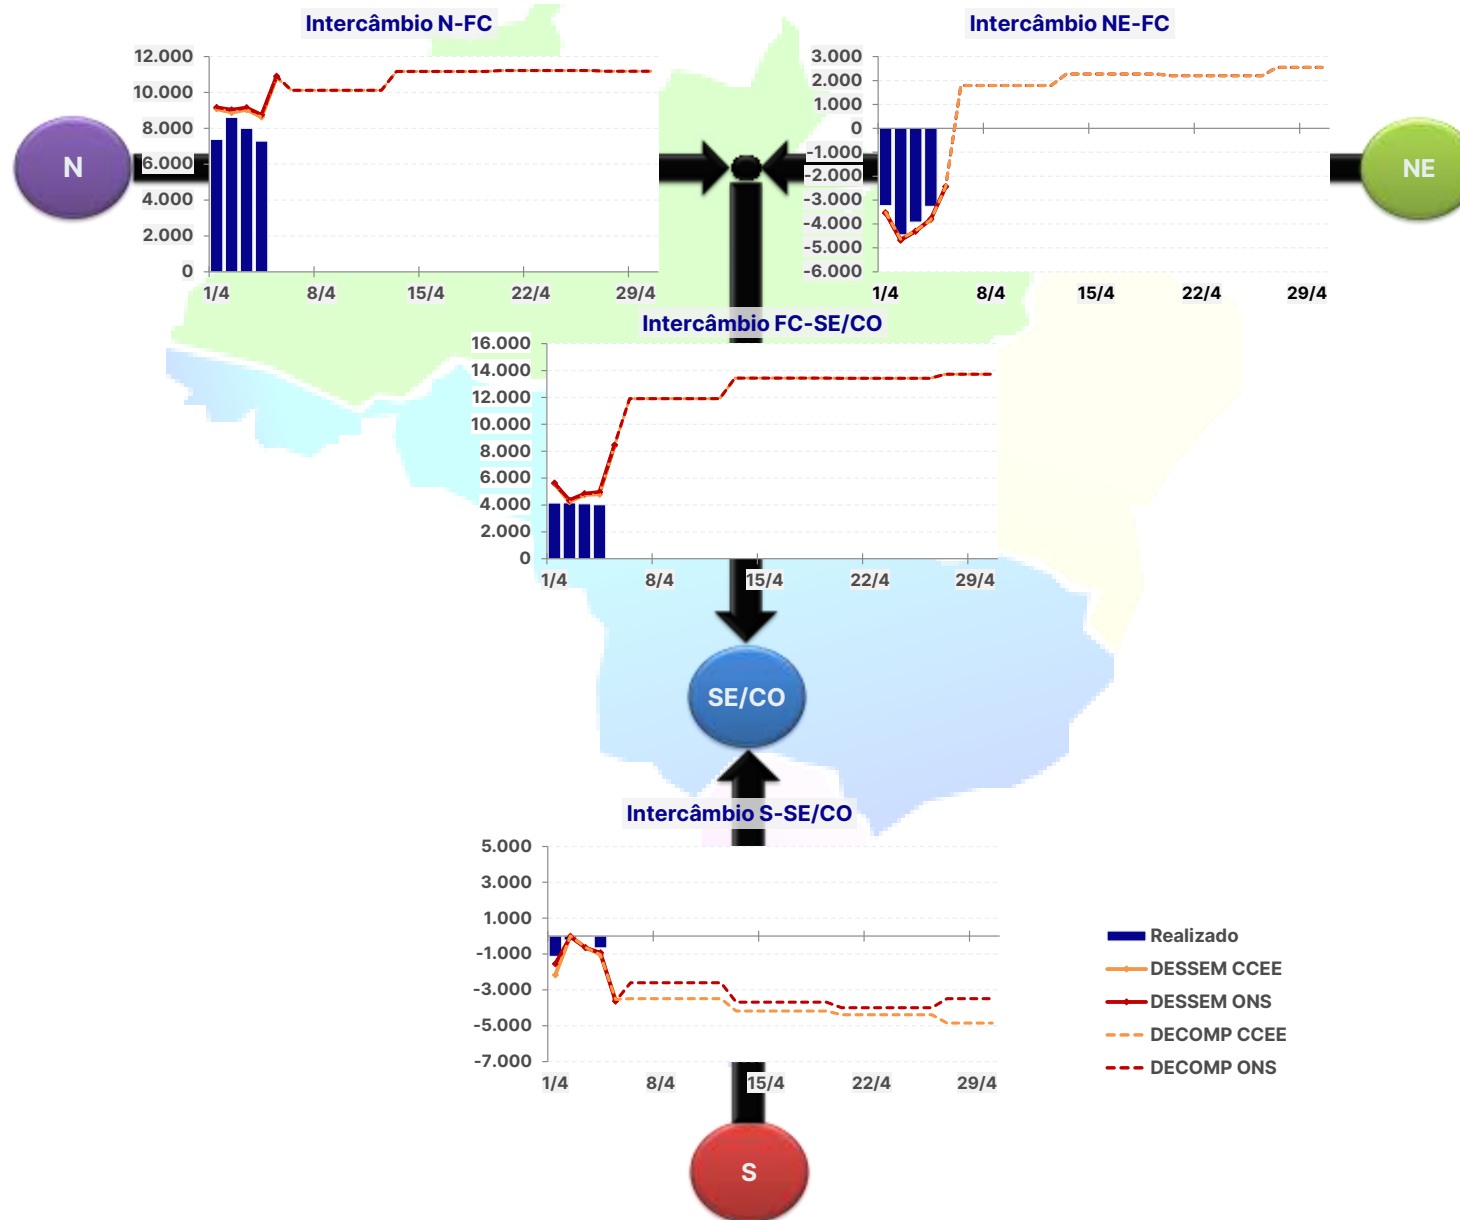 Intercâmbio N-FC
12.000
10.000
8.000
6.000
4.000
2.000
0
1/4 8/4 15/4 22/4 29/4
Intercâmbio NE-FC
3.000
2.000
1.000
0
-1.000
-2.000
-3.000
-4.000
-5.000
-6.000
1/4 8/4 15/4 22/4 29/4
N
NE
Intercâmbio FC-SE/CO
16.000
14.000
12.000
10.000
8.000
6.000
4.000
2.000
0
1/4 8/4 15/4 22/4 29/4
SE/CO
Intercâmbio S-SE/CO
5.000
3.000
1.000
-1.000
-3.000
-5.000
-7.000
1/4 8/4 15/4 22/4 29/4
Realizado
DESSEM CCEE
DESSEM ONS
DECOMP CCEE
DECOMP ONS
S